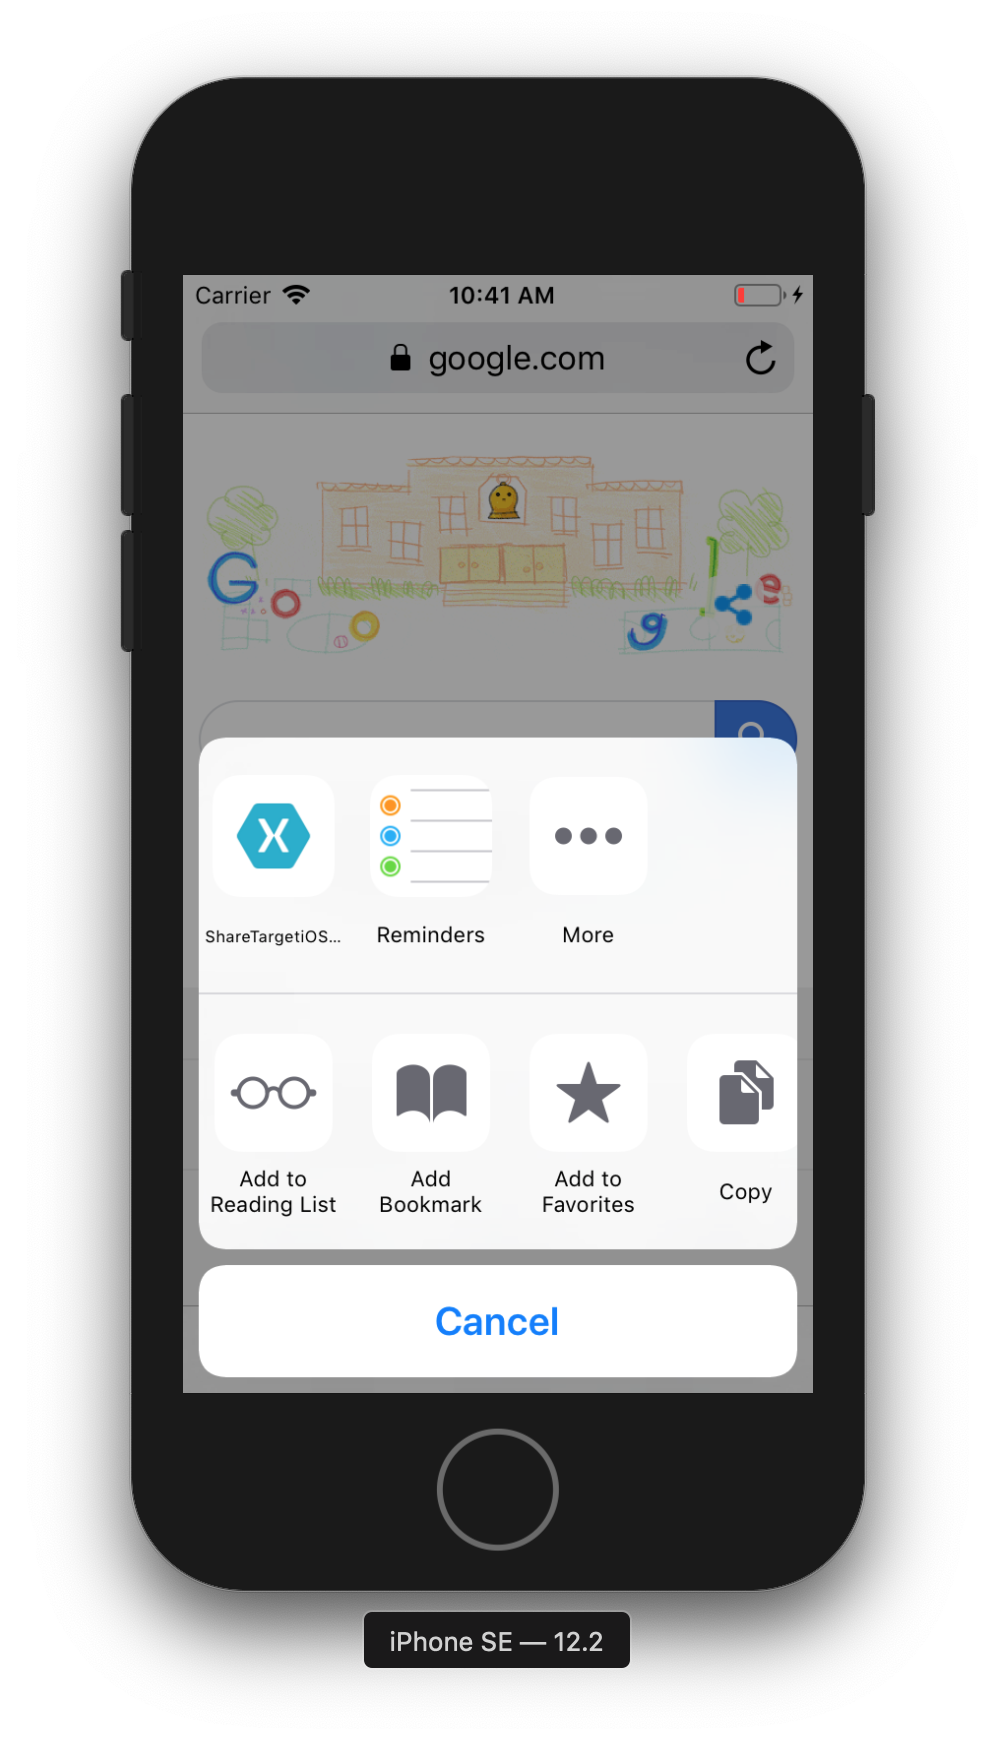 Carrier
10:41 AM
google.com
Google
ShareTargetiOS...
Reminders
More
Add to
Reading List
Add
Bookmark
Add to
Favorites
Copy
Cancel
iPhone SE — 12.2